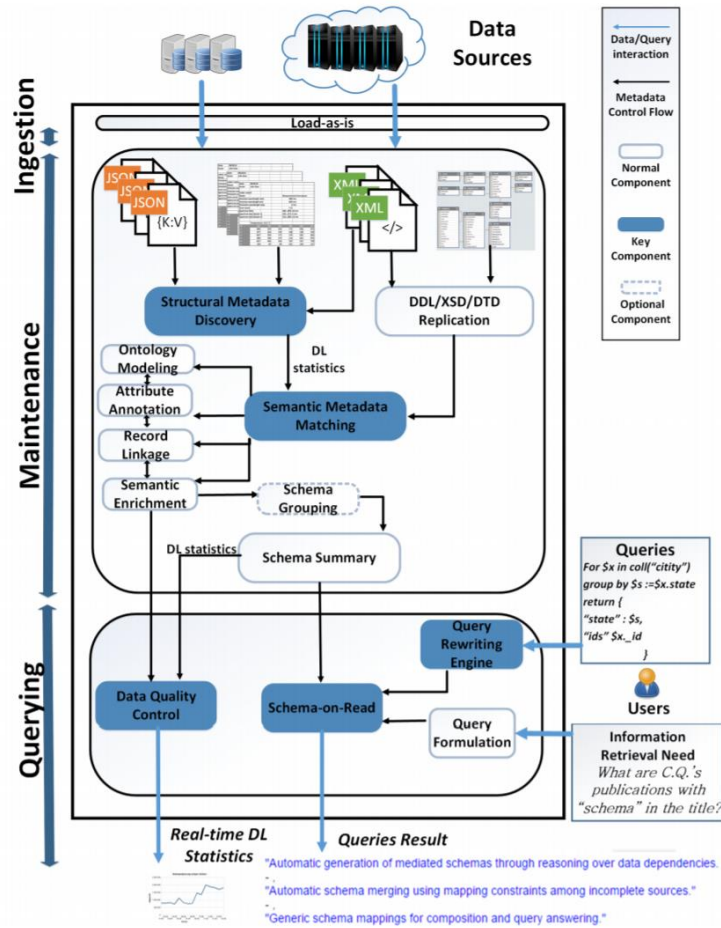 Data
Sources
Data/Query
interaction
Metadata
Control Flow
Normal
Component
Key
Component
Optional
Component
Ingestion
Load-as-is
Maintenance
JSON
JSON
JSON
{K:V}
XML
XML
XML
</>
Structural Metadata
Discovery
DDL/XSD/DTD
Replication
DL
statistics
Ontology
Modeling
Attribute
Annotation
Semantic Metadata
Matching
Record
Linkage
Semantic
Enrichment
Schema
Grouping
DL statistics
Schema Summary
Queries
For $x in coll("citity")
group by $s :=$x.state
return {
"state" : $s,
"ids" $x._id
}
Querying
Query
Rewriting
Engine
Data Quality
Control
Schema-on-Read
Query
Formulation
Users
Information
Retrieval Need
What are C.Q.'s
publications with
"schema" in the title?
Real-time DL
Statistics
Queries Result
"Automatic generation of mediated schemas through reasoning over data dependencies.
- .
"Automatic schema merging using mapping constraints among incomplete sources."
- .
"Generic schema mappings for composition and query answering."